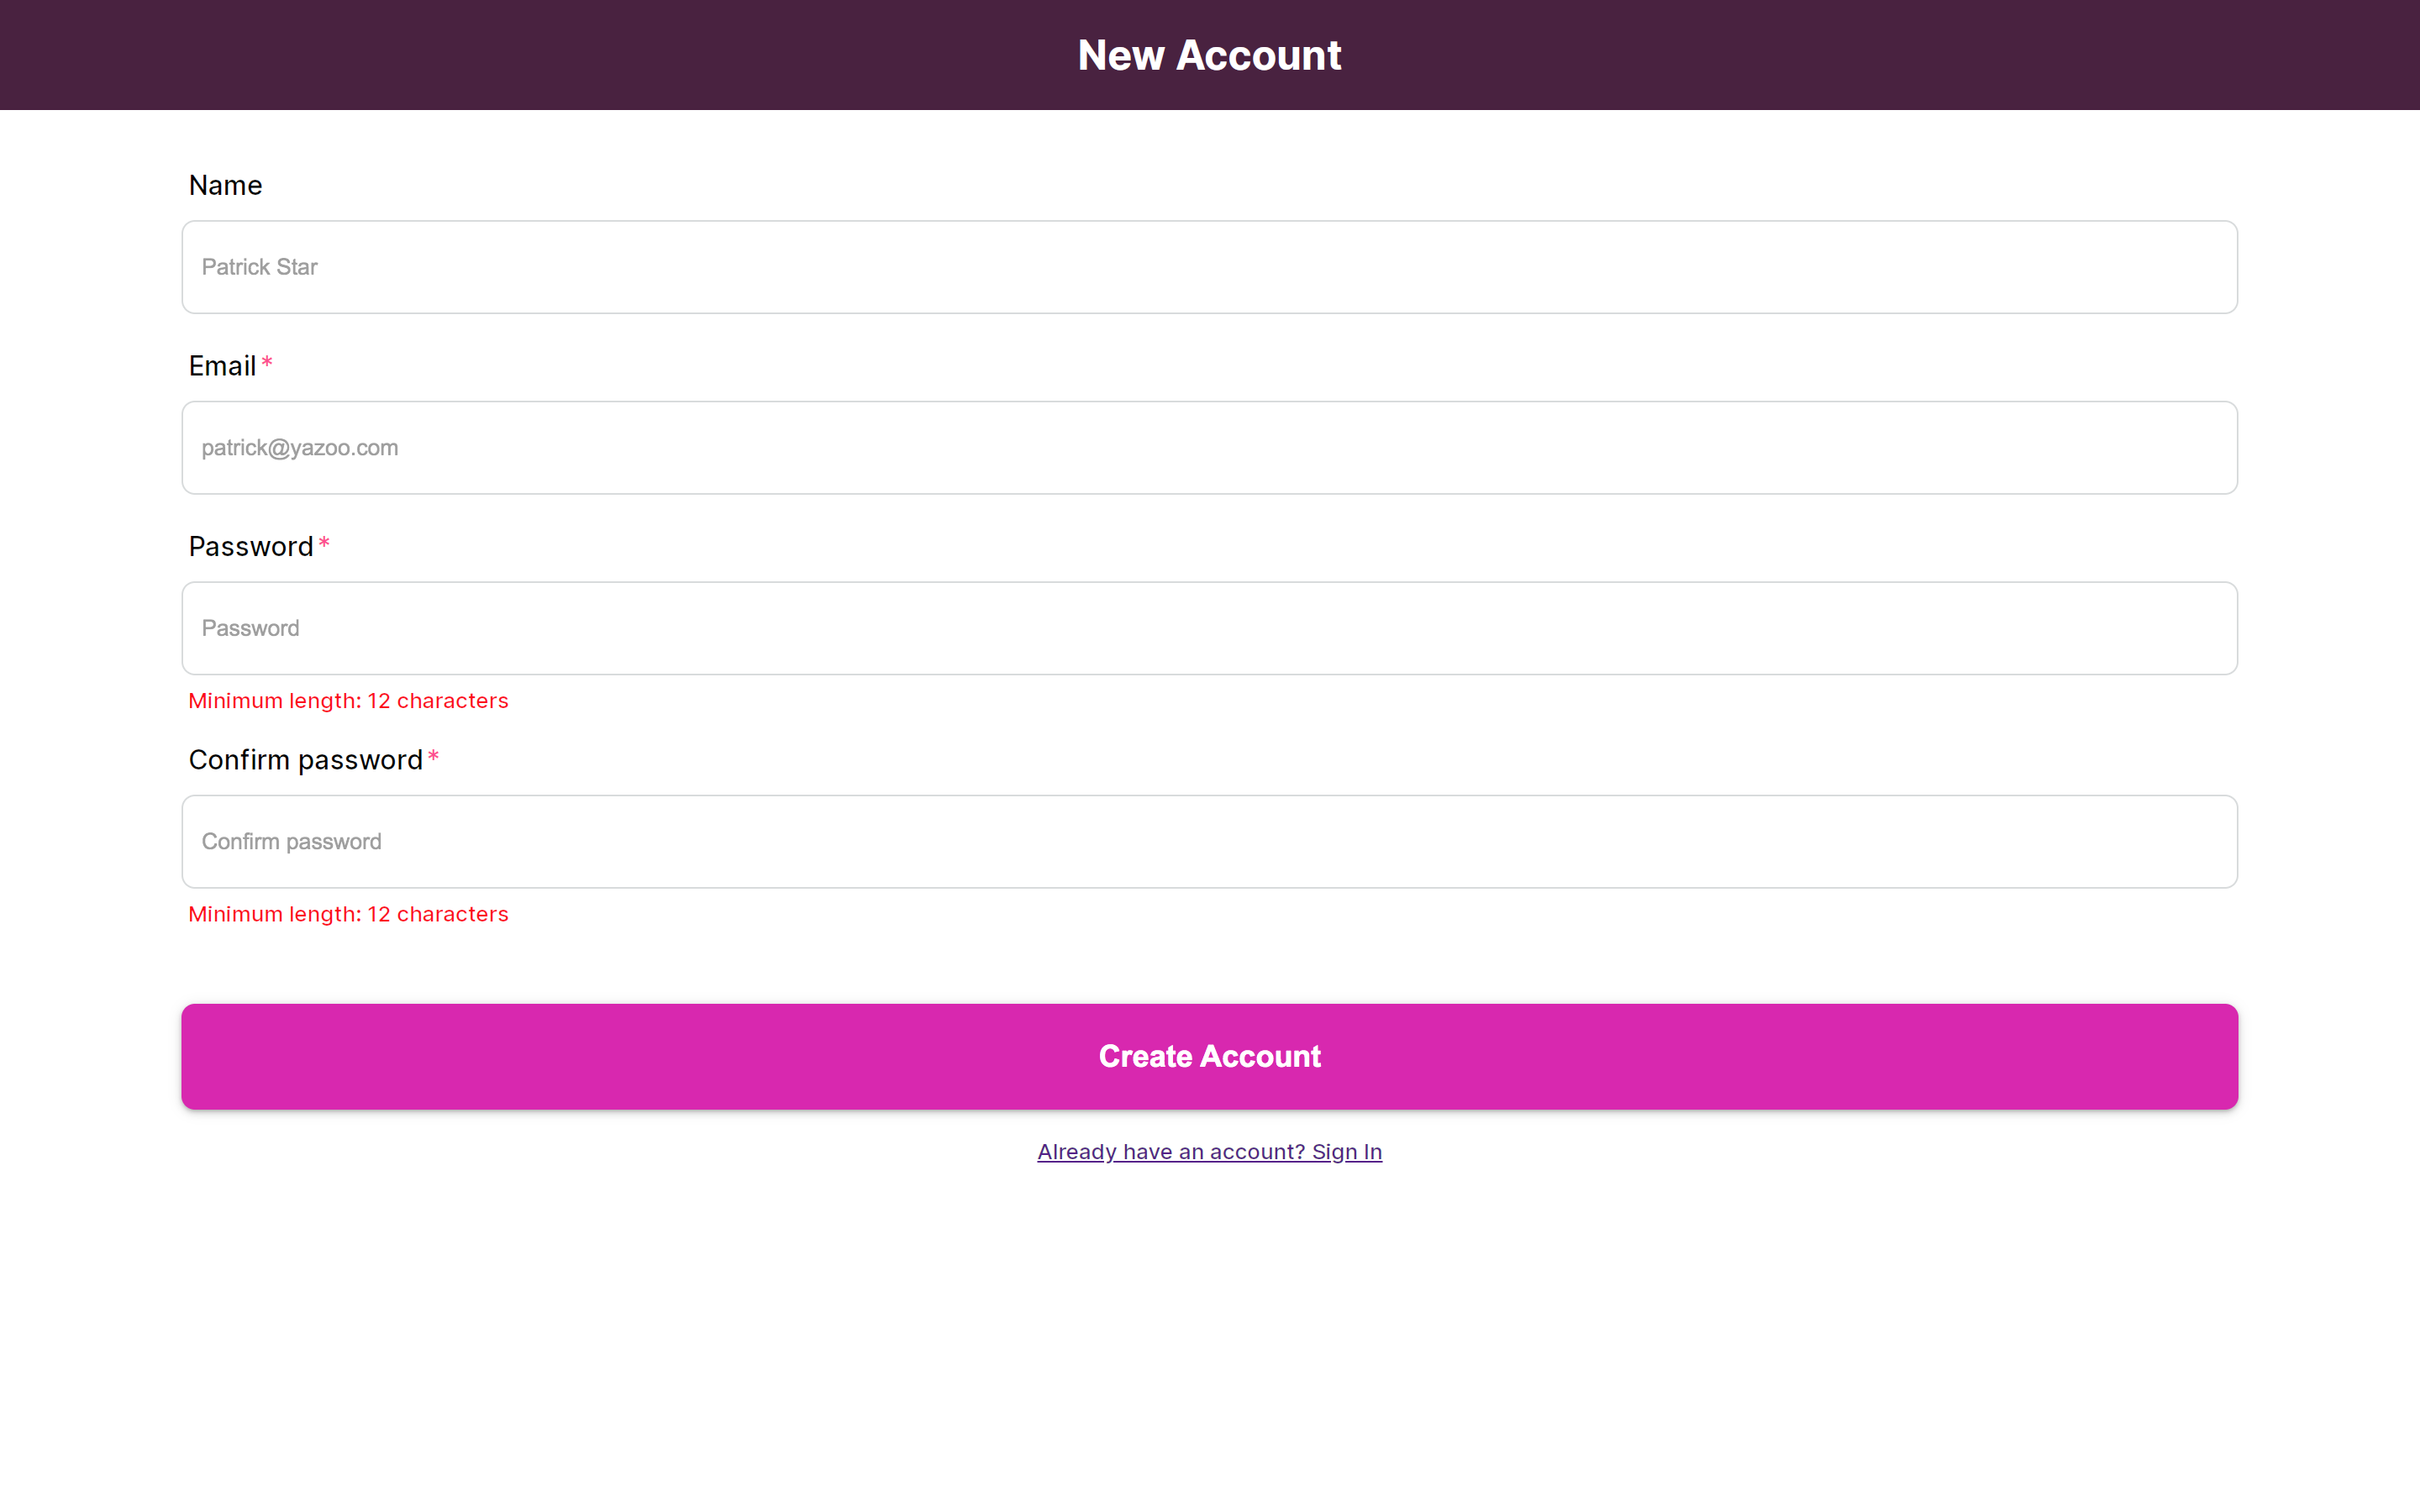 New Account
Name
Patrick Star
Email*
patrick@yazoo.com
Password*
Password
Minimum length: 12 characters
Confirm password*
Confirm password
Minimum length: 12 characters
Create Account
Already have an account? Sign In